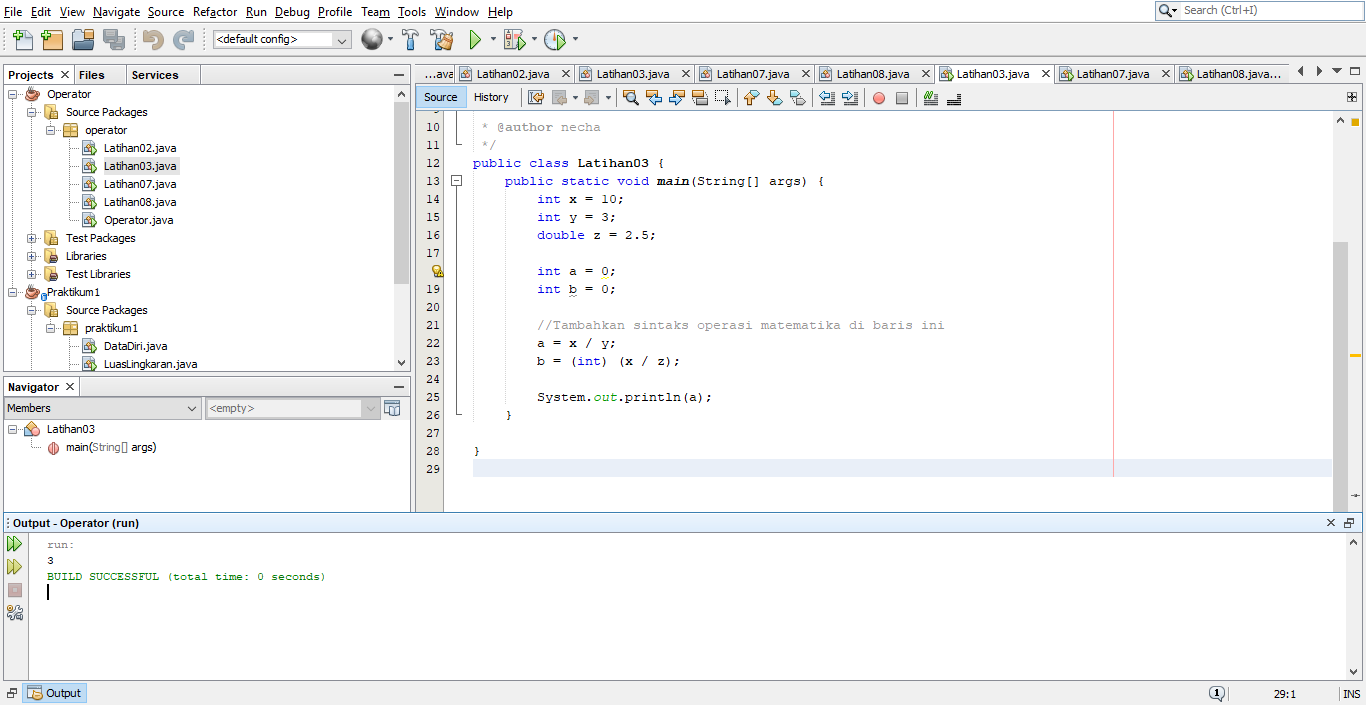 File Edit View Navigate Source Refactor Run Debug Profile Team Tools Window Help
Search (Ctrl+I)
<default config>
Projects Files Services
Operator
Source Packages
operator
Latihan02.java
Latihan03.java
Latihan07.java
Latihan08.java
Operator.java
Test Packages
Libraries
Test Libraries
Praktikum1
Source Packages
praktikum1
DataDiri.java
LuasLingkaran.java
Navigator
Members
<empty>
Latihan03
main(String[] args)
...ava Latihan02.java Latihan03.java Latihan07.java Latihan08.java Latihan03.java Latihan07.java Latihan08.java...
Source History
10 * @author necha
11 */
12 public class Latihan03 {
13 public static void main(String[] args) {
14 int x = 10;
15 int y = 3;
16 double z = 2.5;
17
int a = 0;
19 int b = 0;
20
21 //Tambahkan sintaks operasi matematika di baris ini
22 a = x / y;
23 b = (int) (x / z);
24
25 System.out.println(a);
26 }
27
28 }
29
Output - Operator (run)
run:
3
BUILD SUCCESSFUL (total time: 0 seconds)
Output
1
29:1
INS